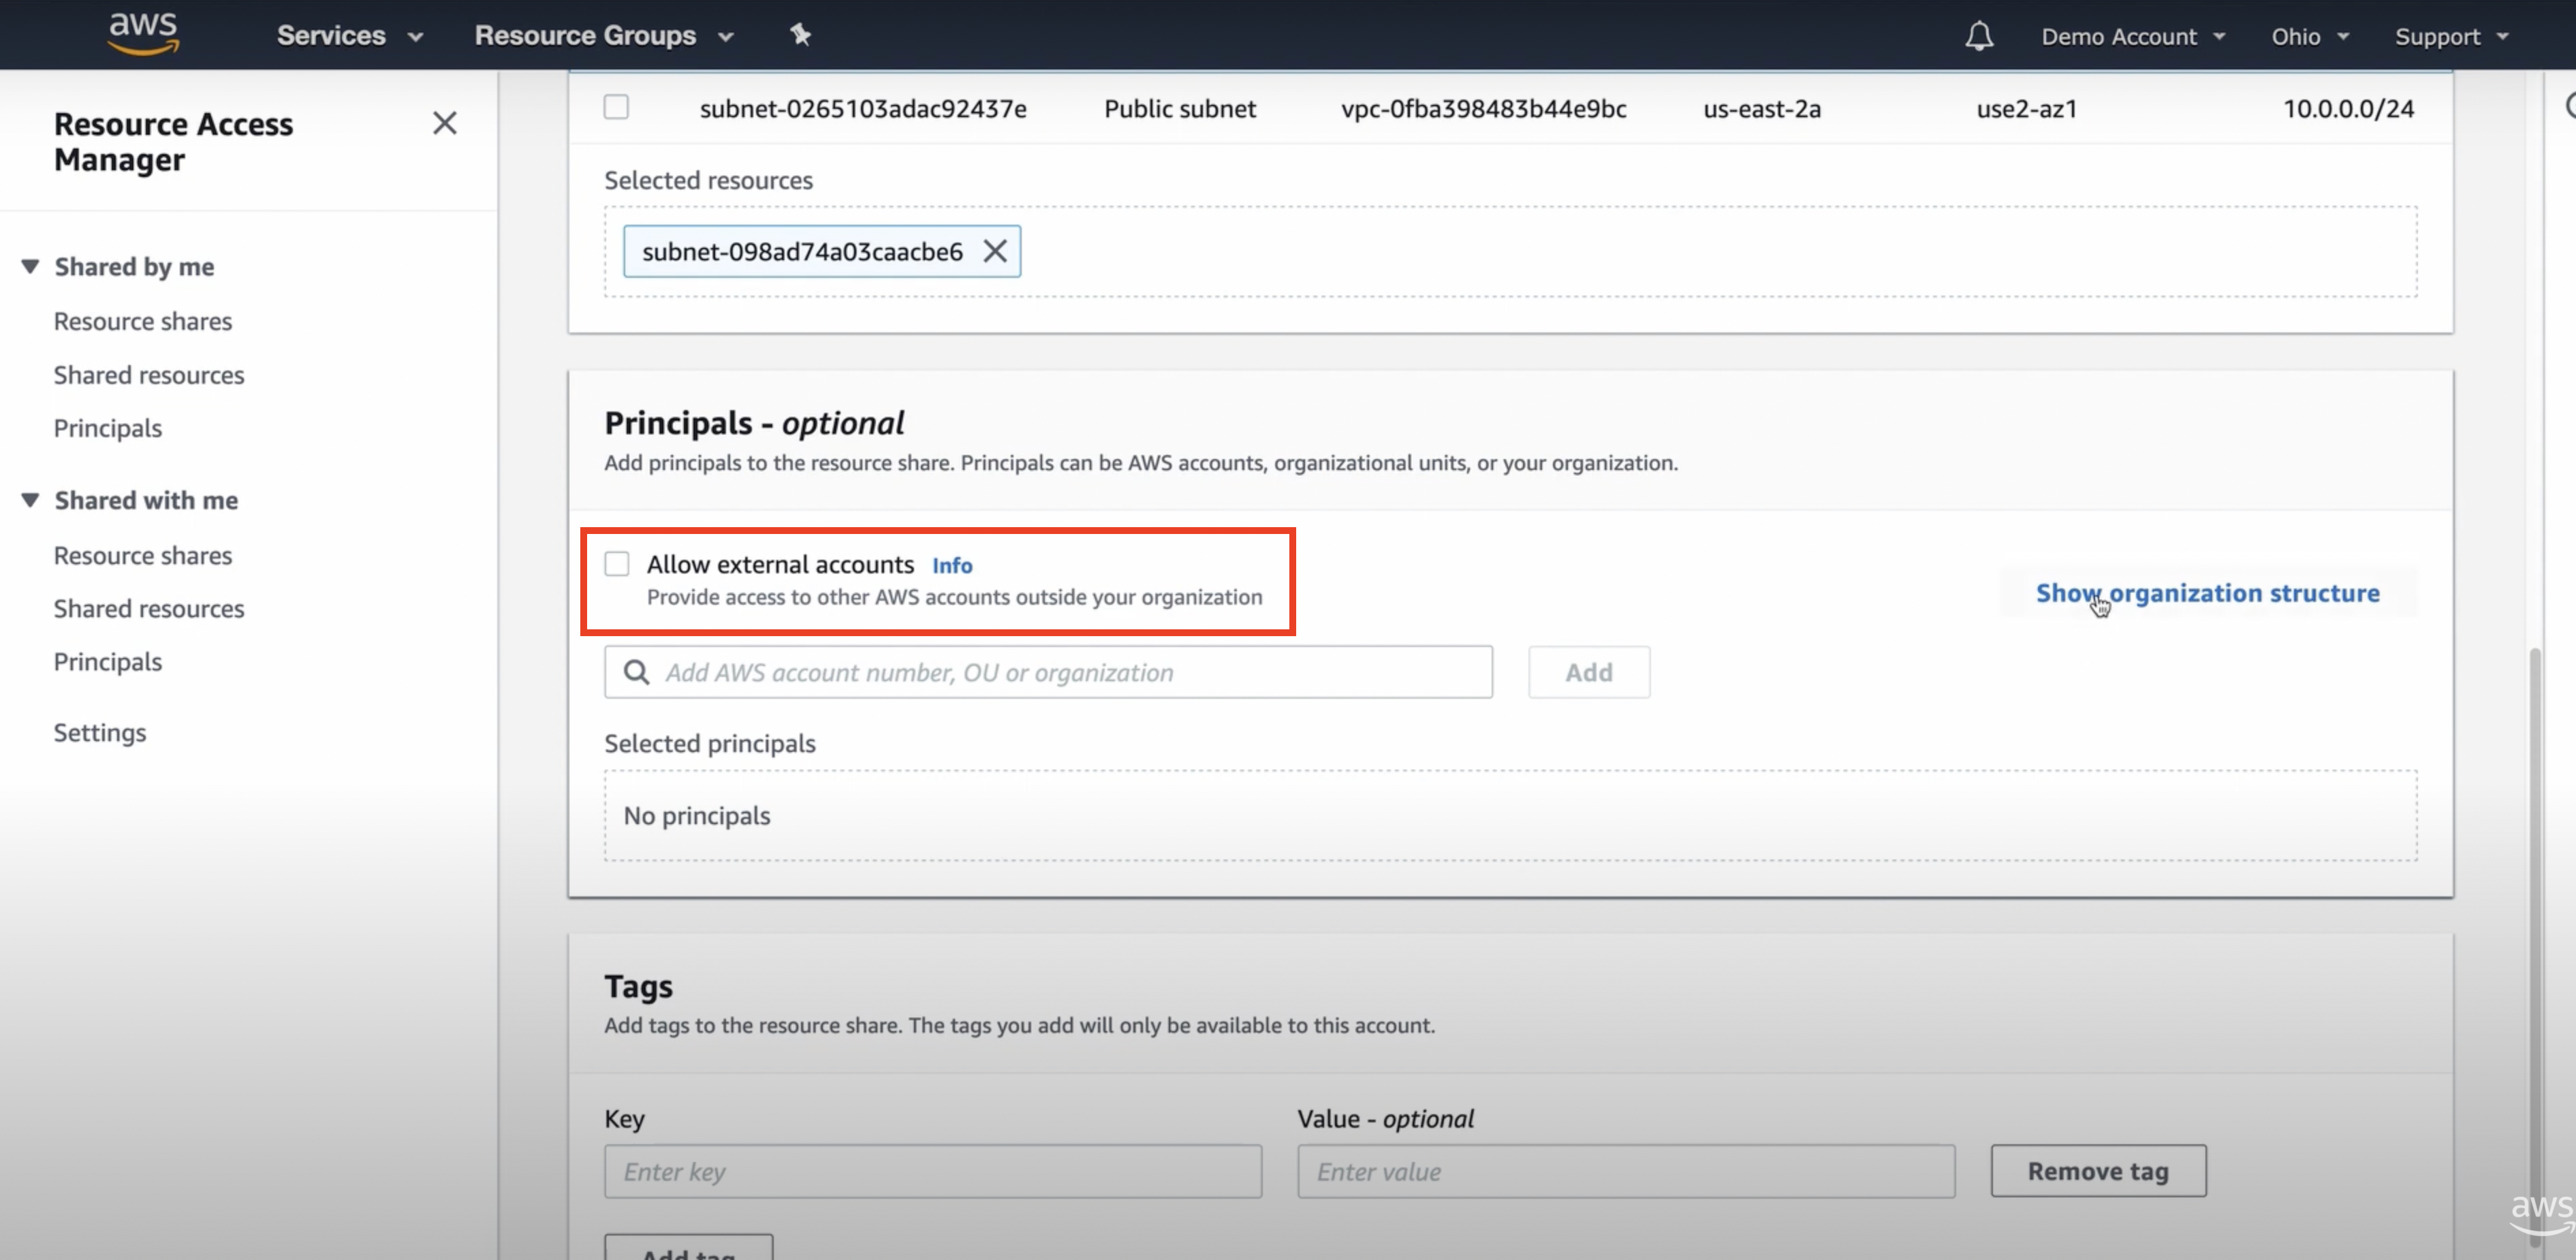 aws
Services
Resource Groups
Demo Account
Ohio
Support
Resource Access
Manager
Shared by me
Resource shares
Shared resources
Principals
Shared with me
Resource shares
Shared resources
Principals
Settings
subnet-0265103adac92437e Public subnet vpc-0fba398483b44e9bc us-east-2a use2-az1 10.0.0.0/24
Selected resources
subnet-098ad74a03caacbe6
Principals - optional
Add principals to the resource share. Principals can be AWS accounts, organizational units, or your organization.
Allow external accounts Info
Provide access to other AWS accounts outside your organization
Show organization structure
Add AWS account number, OU or organization
Add
Selected principals
No principals
Tags
Add tags to the resource share. The tags you add will only be available to this account.
Key
Value - optional
Enter key
Enter value
Remove tag
Add tag
aws